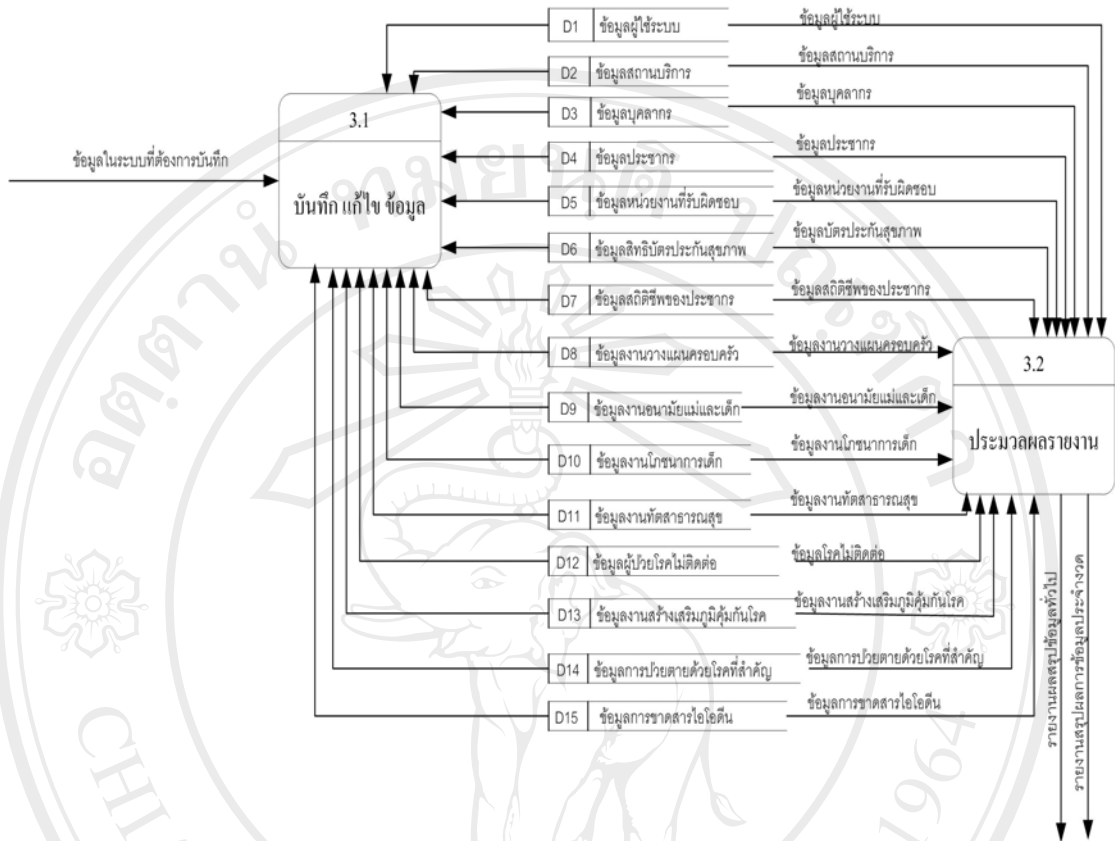 D1 ข้อมูลผู้ใช้ระบบ ข้อมูลผู้ใช้ระบบ
D2 ข้อมูลสถานบริการ ข้อมูลสถานบริการ
D3 ข้อมูลบุคลากร ข้อมูลบุคลากร
3.1
ข้อมูลในระบบที่ต้องการบันทึก
บันทึก แก้ไข ข้อมูล
D4 ข้อมูลประชากร ข้อมูลประชากร
D5 ข้อมูลหน่วยงานที่รับผิดชอบ ข้อมูลหน่วยงานที่รับผิดชอบ
D6 ข้อมูลสิทธิบัตรประกันสุขภาพ ข้อมูลบัตรประกันสุขภาพ
D7 ข้อมูลสถิติชีพของประชากร ข้อมูลสถิติชีพของประชากร
D8 ข้อมูลงานวางแผนครอบครัว ข้อมูลงานวางแผนครอบครัว
3.2
ประมวลผลรายงาน
D9 ข้อมูลงานอนามัยแม่และเด็ก ข้อมูลงานอนามัยแม่และเด็ก
D10 ข้อมูลงานโภชนาการเด็ก ข้อมูลงานโภชนาการเด็ก
D11 ข้อมูลงานทัตสาธารณสุข ข้อมูลงานทัตสาธารณสุข
D12 ข้อมูลผู้ป่วยโรคไม่ติดต่อ ข้อมูลโรคไม่ติดต่อ
D13 ข้อมูลงานสร้างเสริมภูมิคุ้มกันโรค ข้อมูลงานสร้างเสริมภูมิคุ้มกันโรค
D14 ข้อมูลการป่วยตายด้วยโรคที่สำคัญ ข้อมูลการป่วยตายด้วยโรคที่สำคัญ
D15 ข้อมูลการขาดสารไอโอดีน ข้อมูลการขาดสารไอโอดีน
รายงานผลสรุปข้อมูลทั่วไป
รายงานสรุปผลการข้อมูลประจำงวด
อตฺตานํ ทมยนฺติ ปณฺฑิตา
CHI
1964